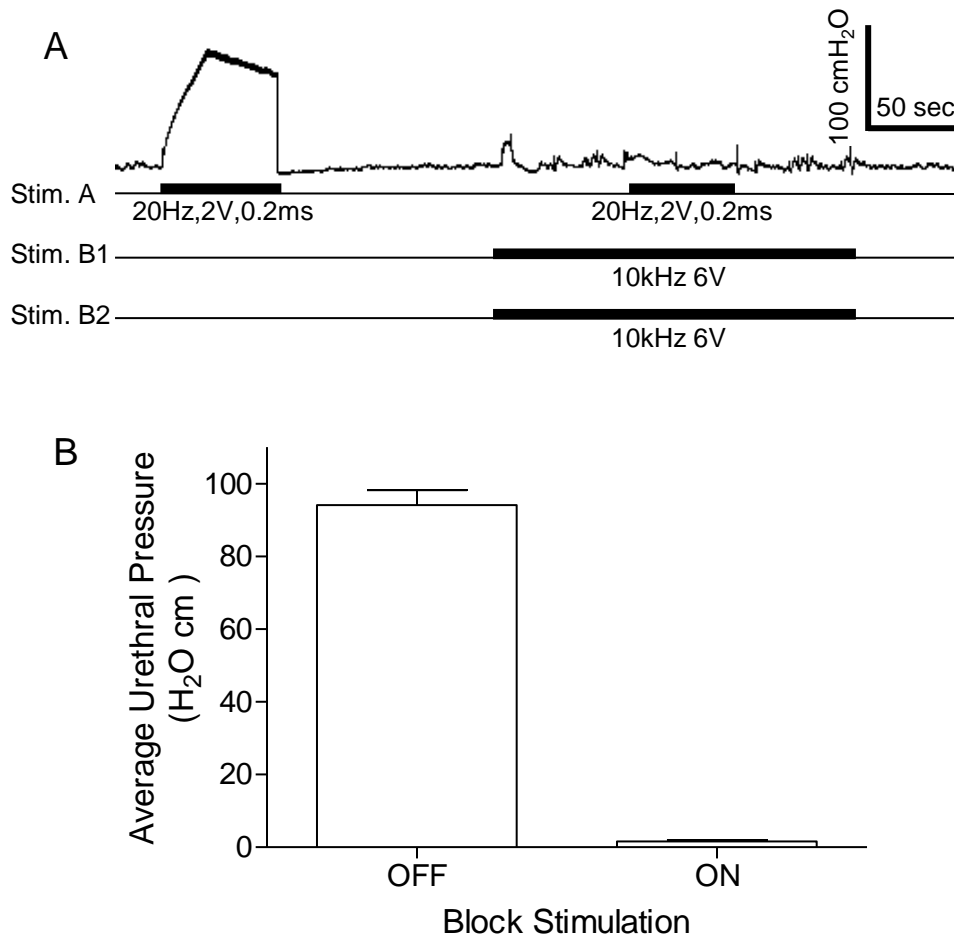 A
100 cmH₂O
50 sec
Stim. A
20Hz,2V,0.2ms
20Hz,2V,0.2ms
Stim. B1
10kHz 6V
Stim. B2
10kHz 6V
B
Average Urethral Pressure
(H₂O cm )
100
80
60
40
20
0
OFF
ON
Block Stimulation